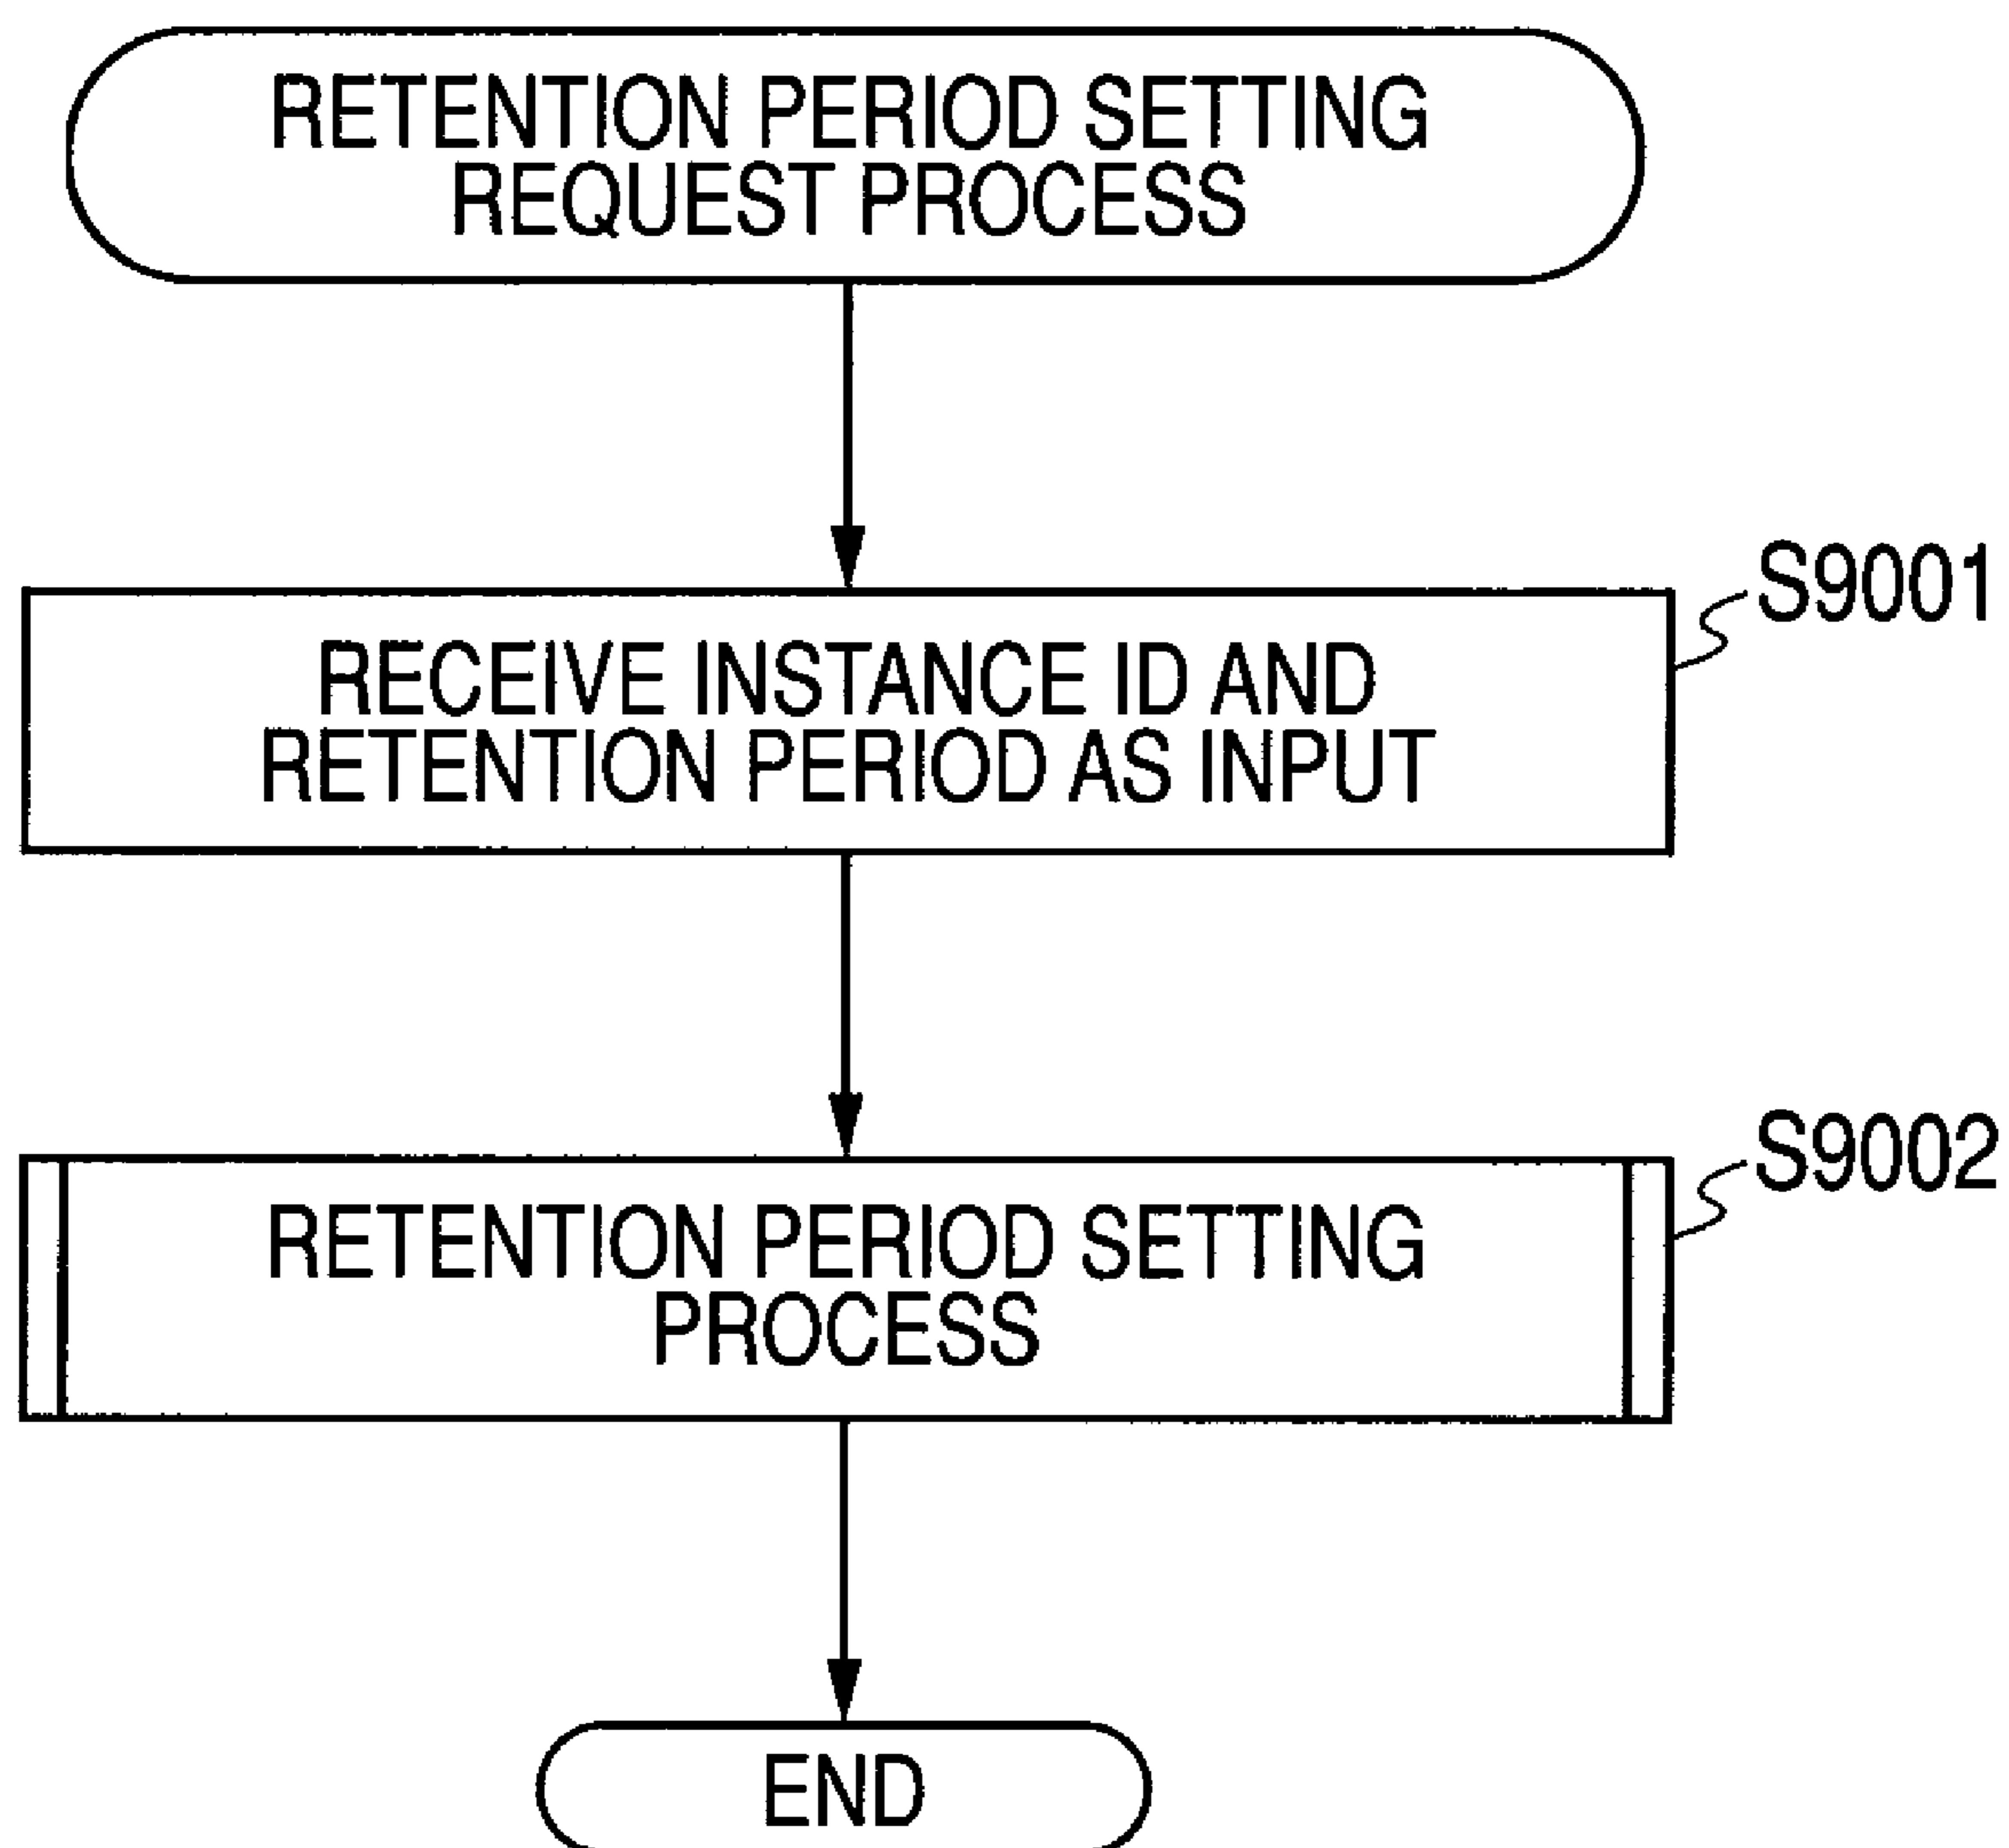 RETENTION PERIOD SETTING
REQUEST PROCESS
S9001
RECEIVE INSTANCE ID AND
RETENTION PERIOD AS INPUT
S9002
RETENTION PERIOD SETTING
PROCESS
END